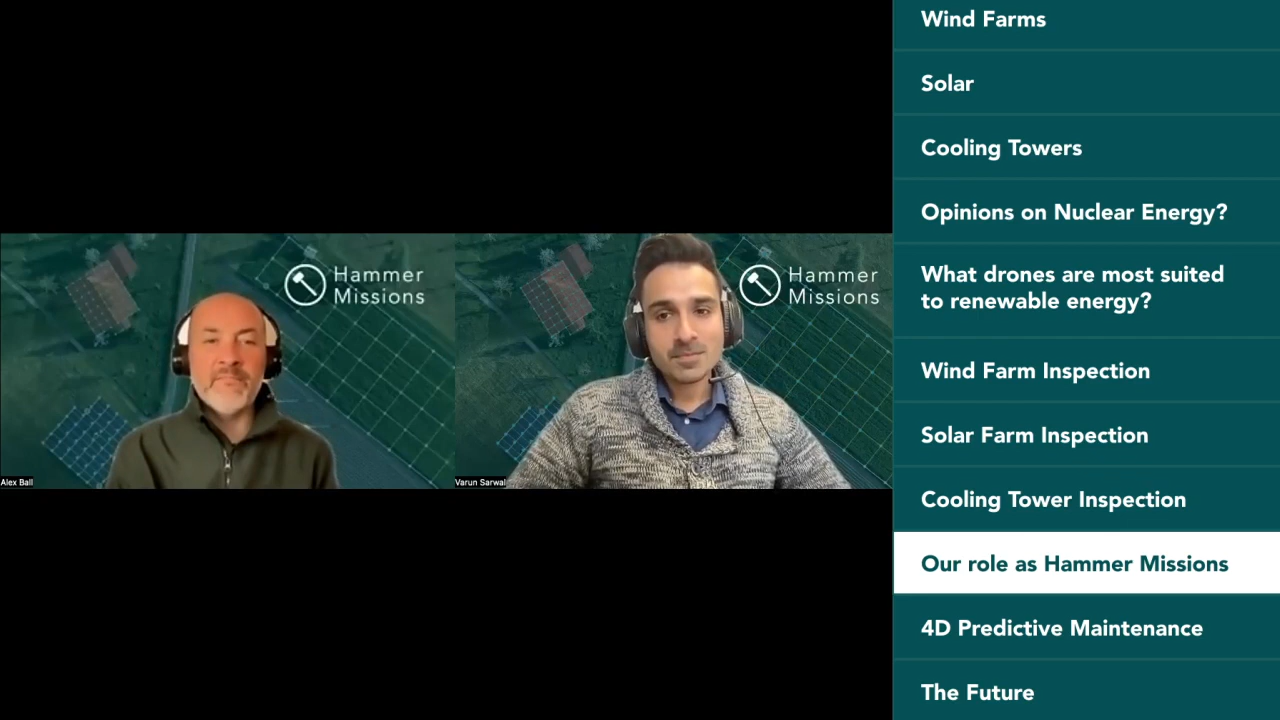 Hammer
Missions
Alex Ball
Hammer
Missions
Varun Sarwal
Wind Farms
Solar
Cooling Towers
Opinions on Nuclear Energy?
What drones are most suited
to renewable energy?
Wind Farm Inspection
Solar Farm Inspection
Cooling Tower Inspection
Our role as Hammer Missions
4D Predictive Maintenance
The Future